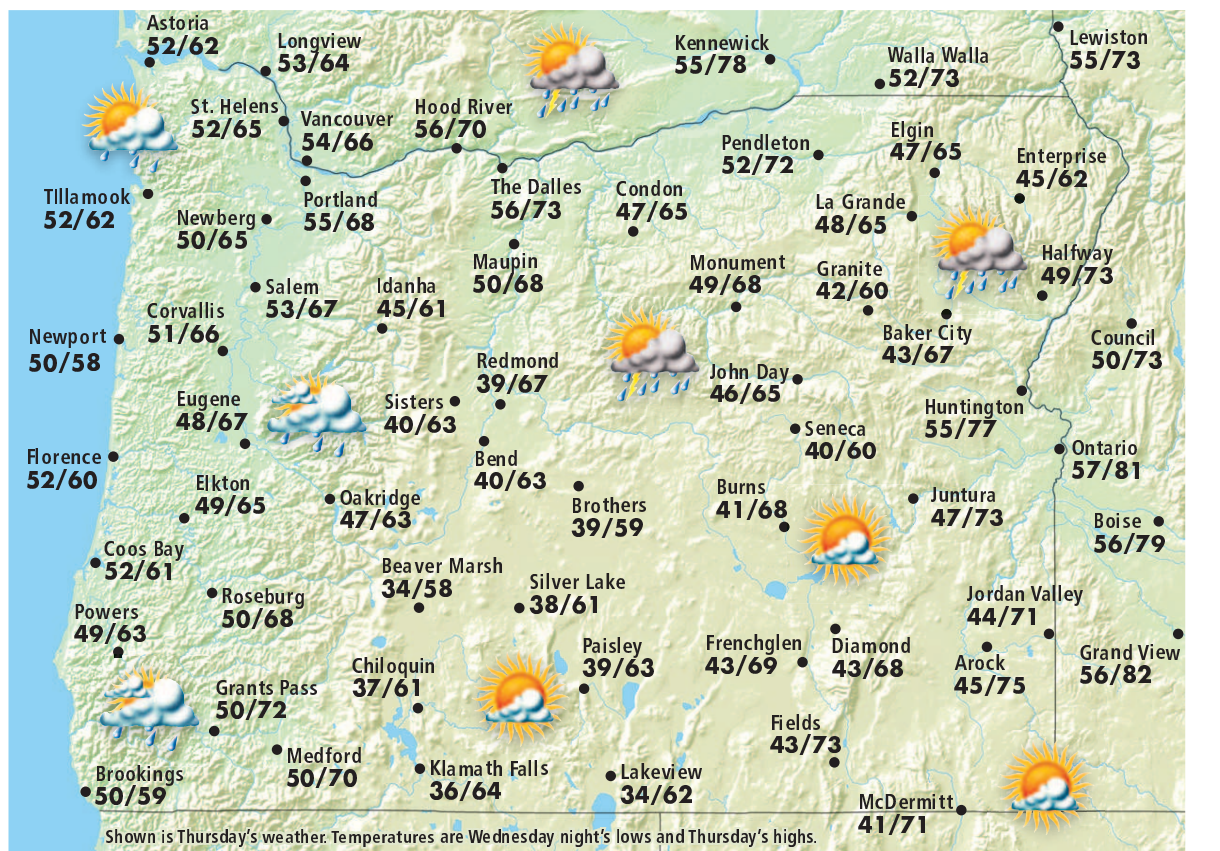 Astoria
52/62
Longview
53/64
Kennewick
55/78
Walla Walla
52/73
Lewiston
55/73
St. Helens
52/65
Vancouver
54/66
Hood River
56/70
Pendleton
52/72
Elgin
47/65
Enterprise
45/62
TIllamook
52/62
Newberg
50/65
Portland
55/68
The Dalles
56/73
Condon
47/65
La Grande
48/65
Maupin
50/68
Monument
49/68
Granite
42/60
Halfway
49/73
Salem
53/67
Idanha
45/61
Corvallis
51/66
Newport
50/58
Baker City
43/67
Council
50/73
Redmond
39/67
John Day
46/65
Eugene
48/67
Sisters
40/63
Huntington
55/77
Seneca
40/60
Ontario
57/81
Florence
52/60
Bend
40/63
Elkton
49/65
Oakridge
47/63
Brothers
39/59
Burns
41/68
Juntura
47/73
Boise
56/79
Coos Bay
52/61
Beaver Marsh
34/58
Silver Lake
38/61
Roseburg
50/68
Jordan Valley
44/71
Powers
49/63
Paisley
39/63
Frenchglen
43/69
Diamond
43/68
Arock
45/75
Grand View
56/82
Chiloquin
37/61
Grants Pass
50/72
Fields
43/73
Medford
50/70
Klamath Falls
36/64
Lakeview
34/62
Brookings
50/59
McDermitt
41/71
Shown is Thursday's weather. Temperatures are Wednesday night's lows and Thursday's highs.